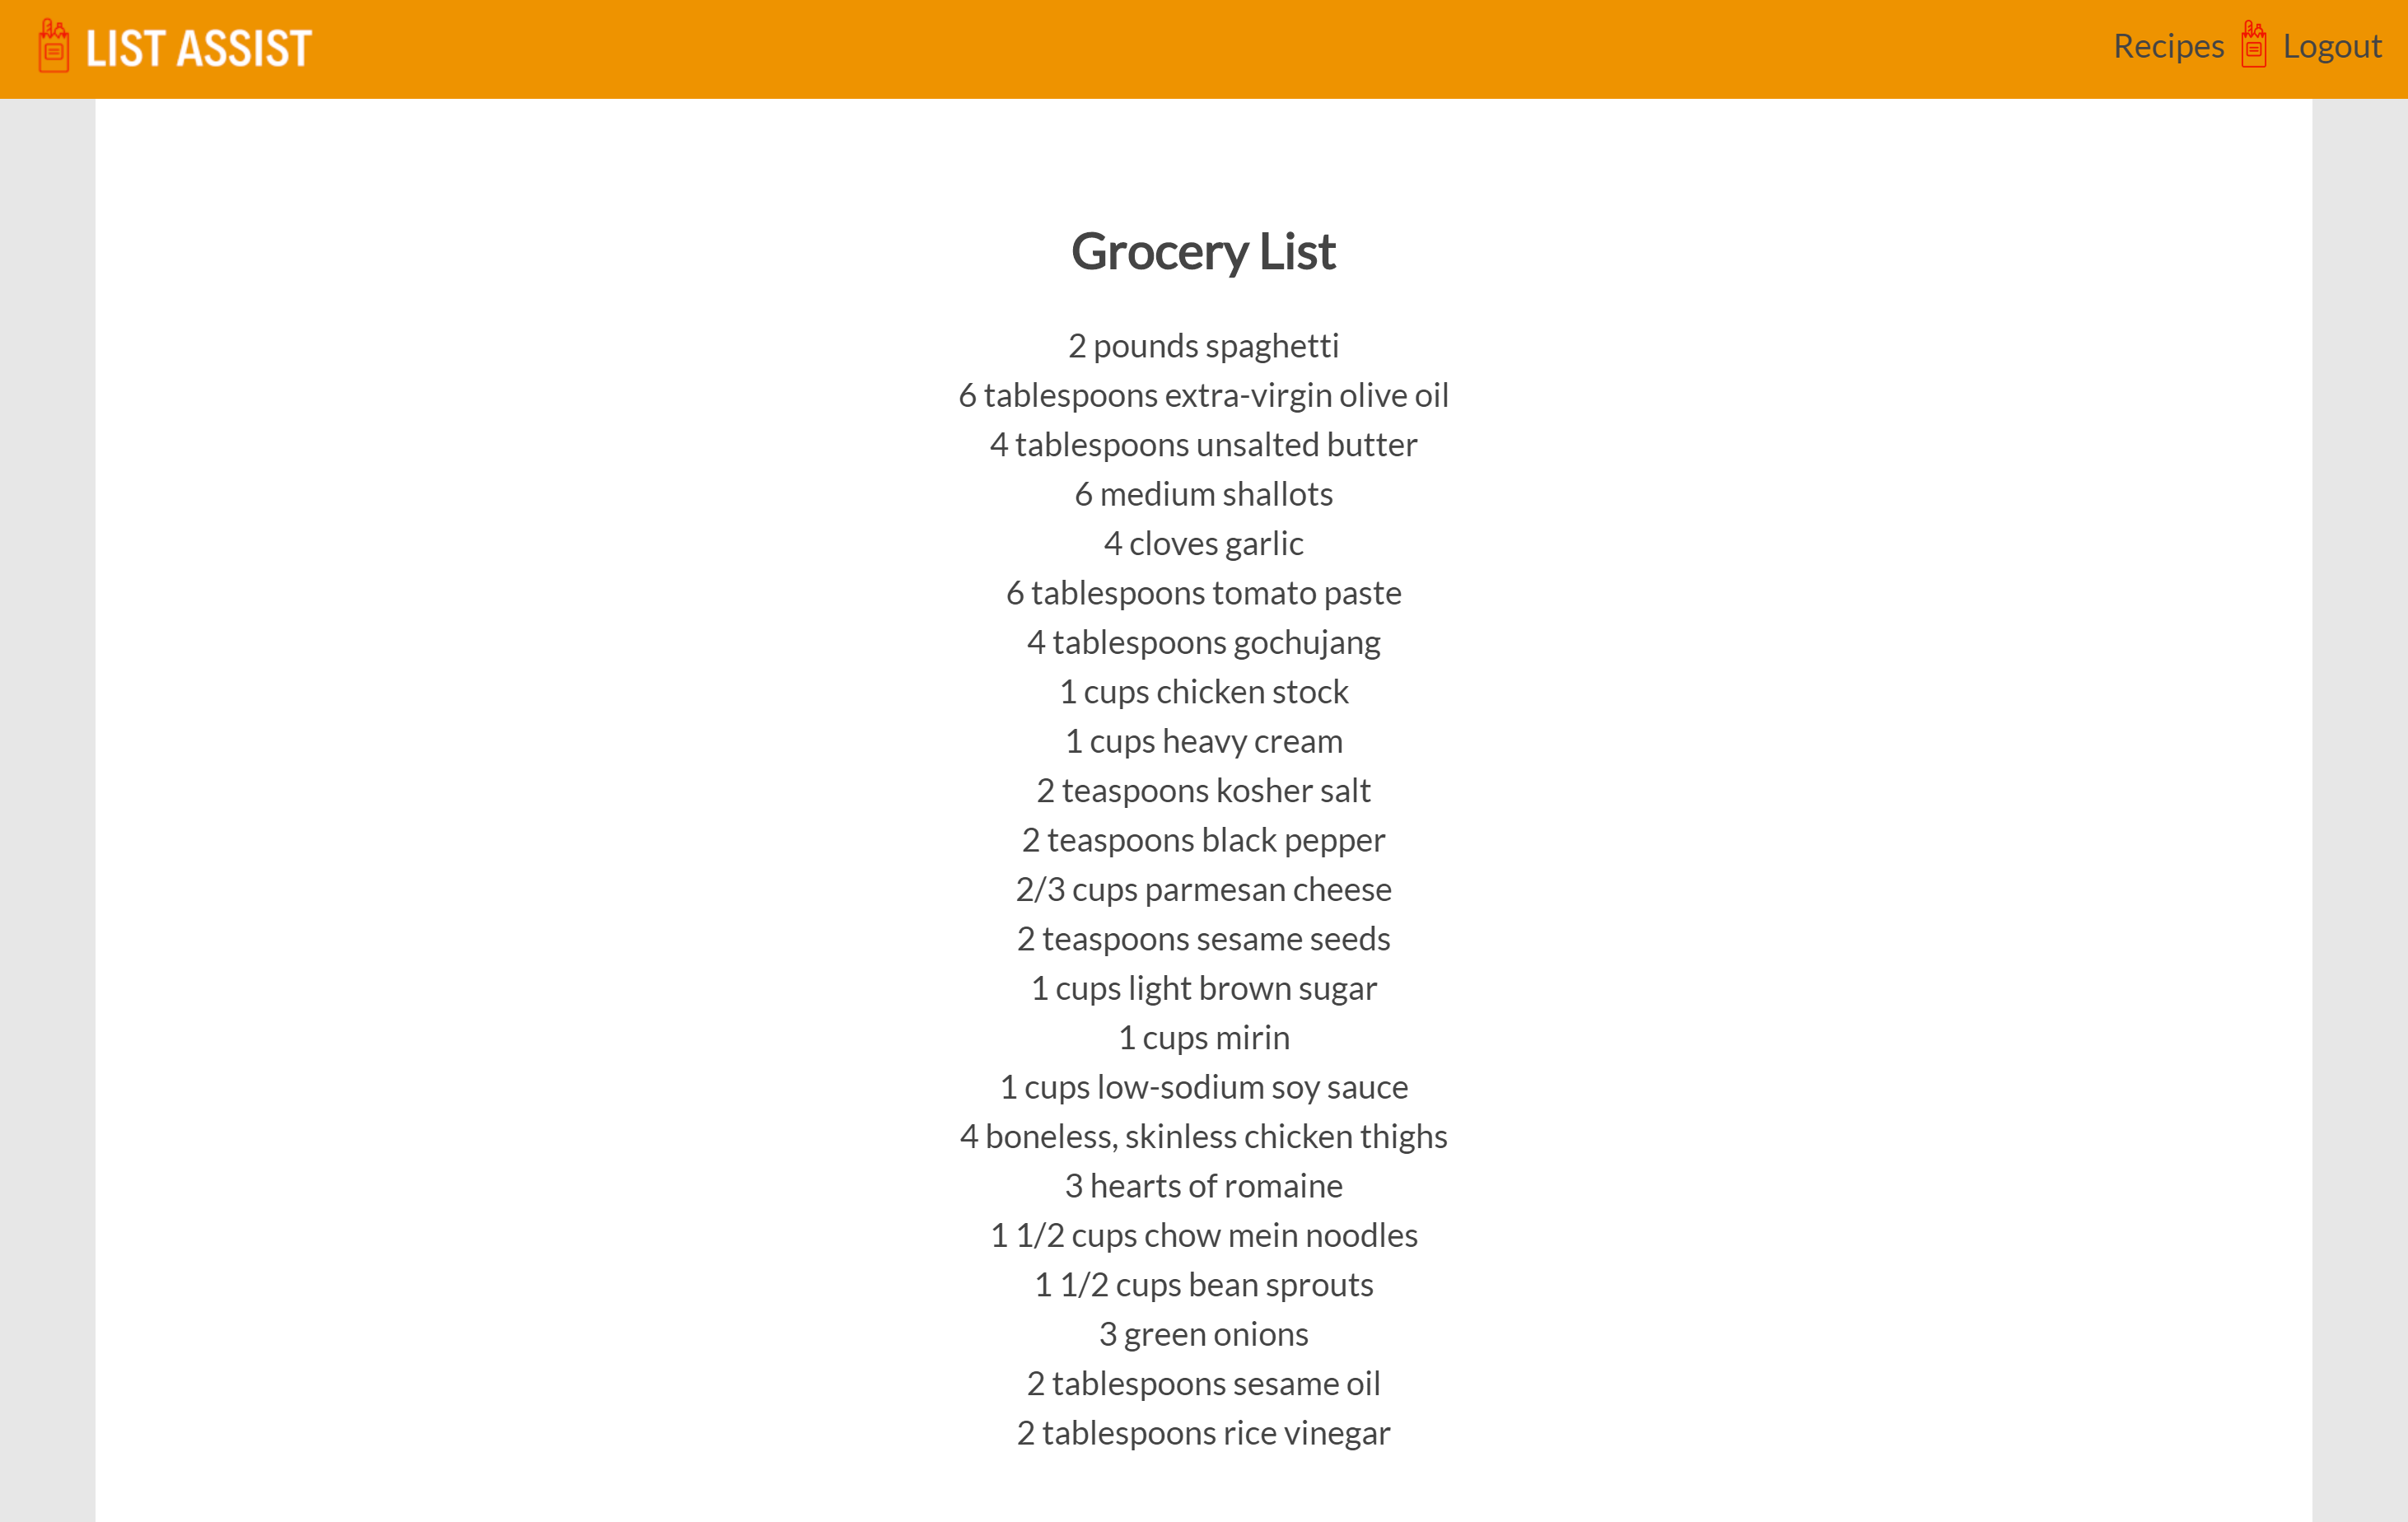 LIST ASSIST
Recipes Logout
Grocery List
2 pounds spaghetti
6 tablespoons extra-virgin olive oil
4 tablespoons unsalted butter
6 medium shallots
4 cloves garlic
6 tablespoons tomato paste
4 tablespoons gochujang
1 cups chicken stock
1 cups heavy cream
2 teaspoons kosher salt
2 teaspoons black pepper
2/3 cups parmesan cheese
2 teaspoons sesame seeds
1 cups light brown sugar
1 cups mirin
1 cups low-sodium soy sauce
4 boneless, skinless chicken thighs
3 hearts of romaine
1 1/2 cups chow mein noodles
1 1/2 cups bean sprouts
3 green onions
2 tablespoons sesame oil
2 tablespoons rice vinegar